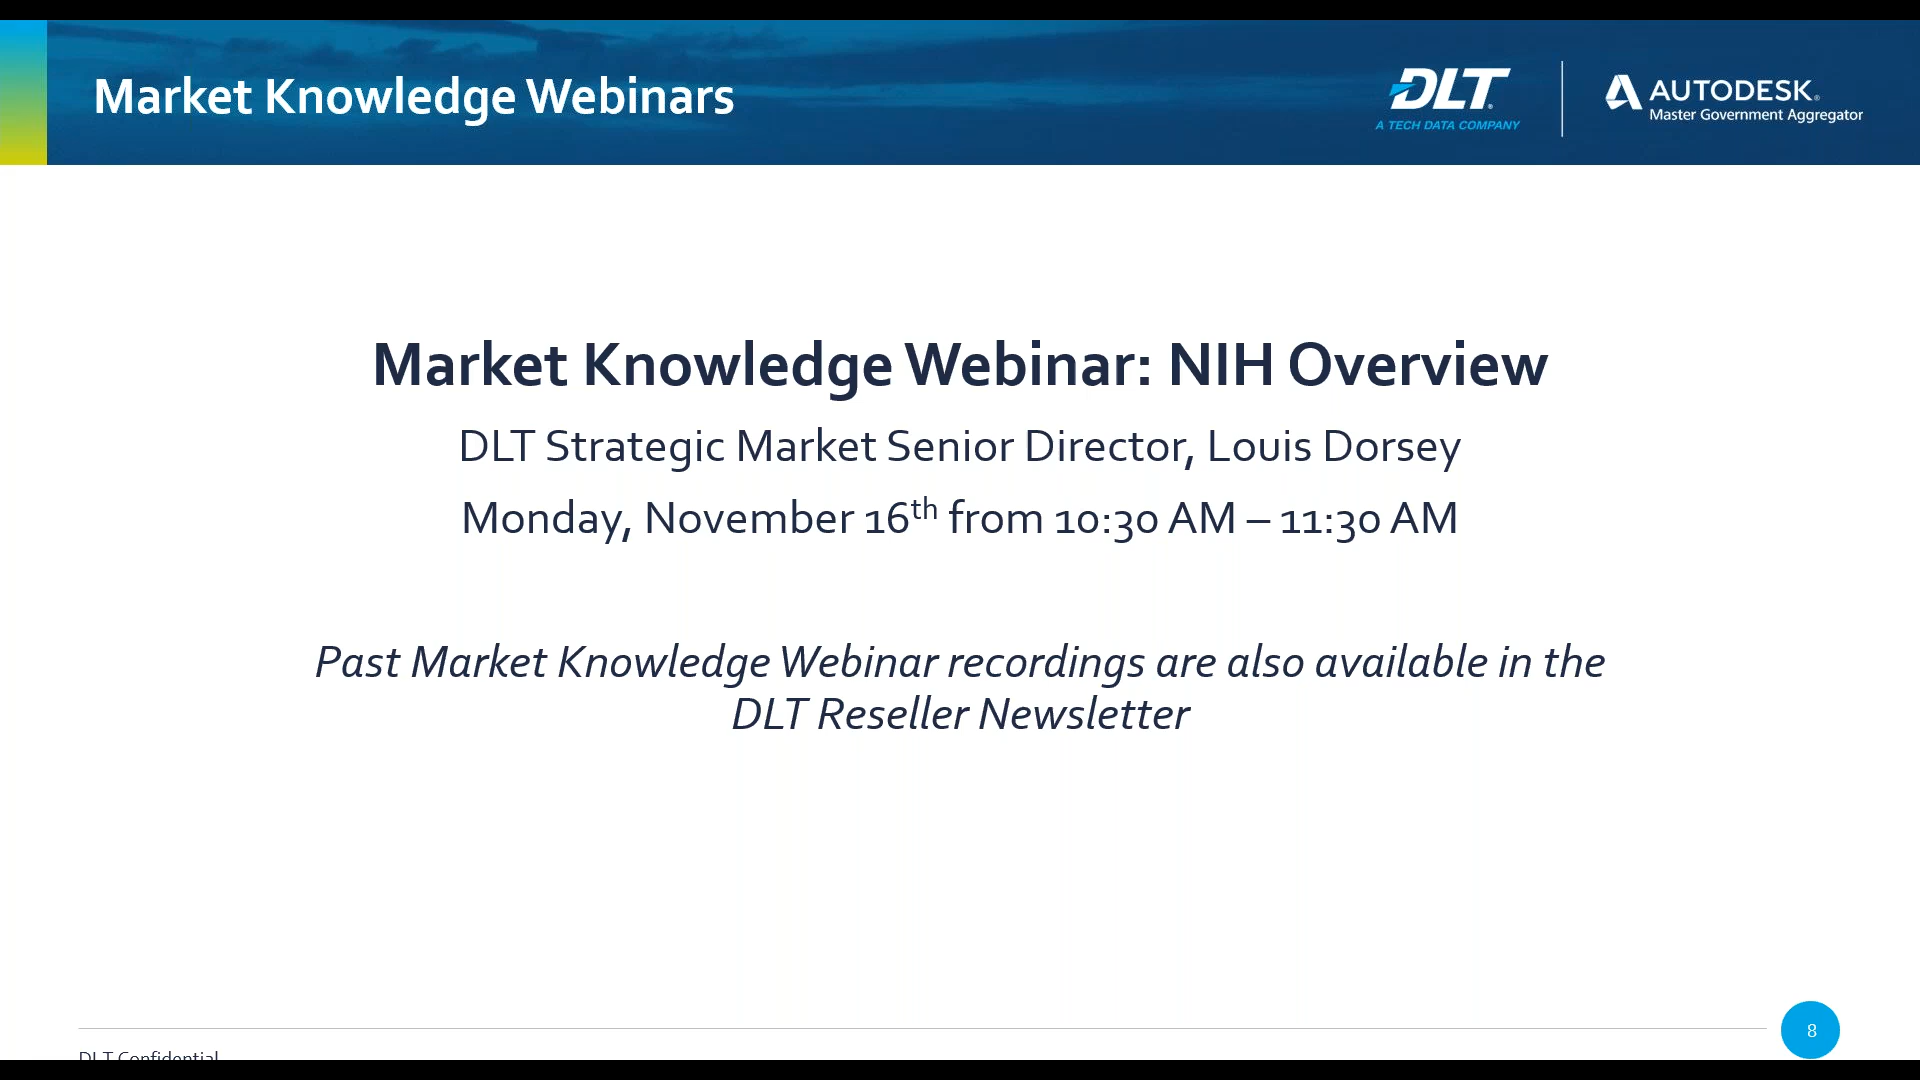 Market Knowledge Webinars
DLT®
A TECH DATA COMPANY
AUTODESK®
Master Government Aggregator
Market Knowledge Webinar: NIH Overview
DLT Strategic Market Senior Director, Louis Dorsey
Monday, November 16th from 10:30 AM – 11:30 AM
Past Market Knowledge Webinar recordings are also available in the
DLT Reseller Newsletter
8
DLT Confidential